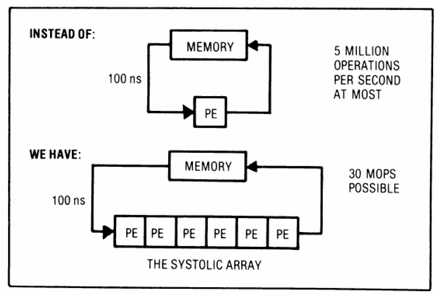 INSTEAD OF:
MEMORY
100 ns
PE
5 MILLION
OPERATIONS
PER SECOND
AT MOST
WE HAVE:
MEMORY
100 ns
30 MOPS
POSSIBLE
PE PE PE PE PE PE
THE SYSTOLIC ARRAY